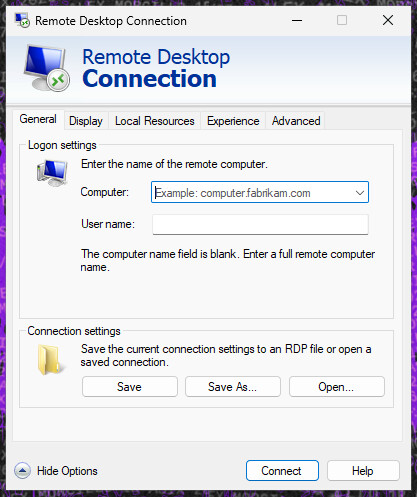 Remote Desktop Connection
Remote Desktop
Connection
General Display Local Resources Experience Advanced
Logon settings
Enter the name of the remote computer.
Computer: Example: computer.fabrikam.com
User name:
The computer name field is blank. Enter a full remote computer
name.
Connection settings
Save the current connection settings to an RDP file or open a
saved connection.
Save Save As... Open...
Hide Options Connect Help